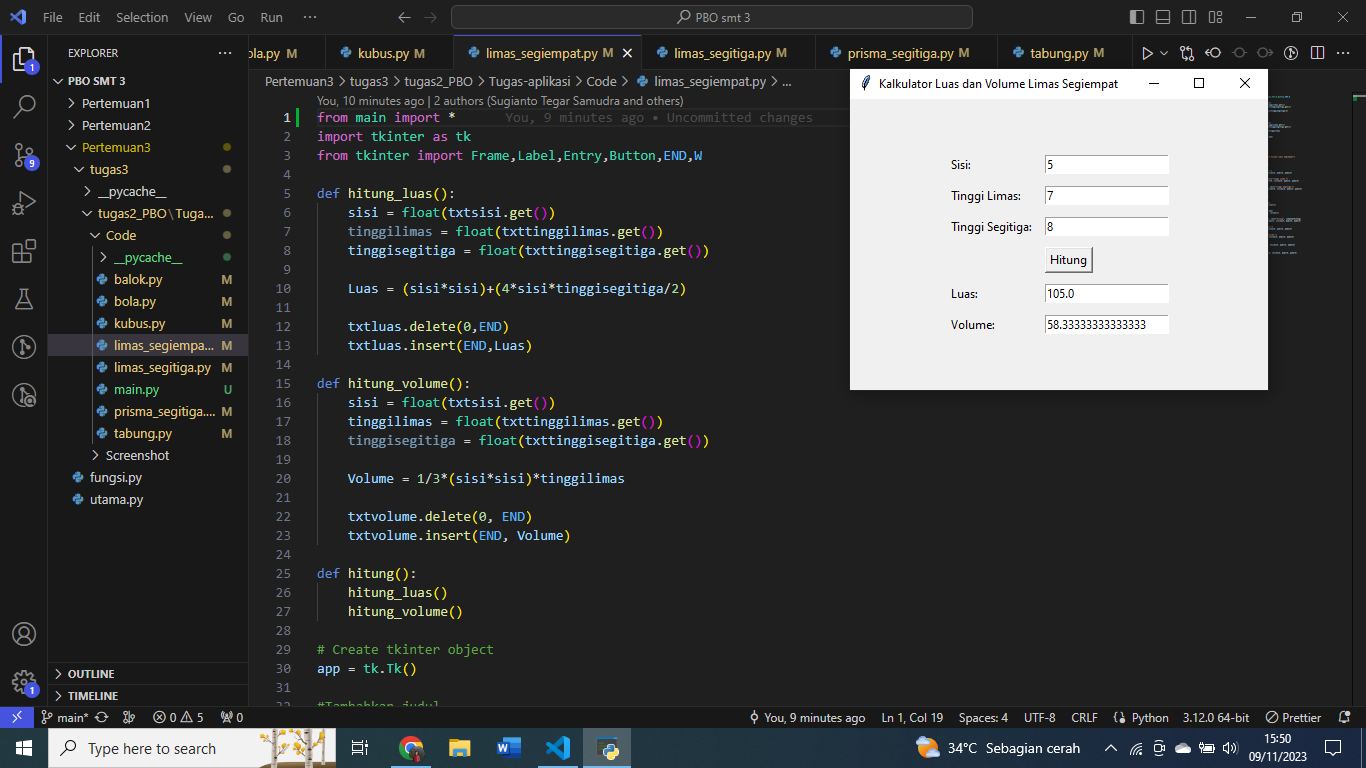 File Edit Selection View Go Run ··· PBO smt 3
EXPLORER ···
PBO SMT 3
Pertemuan1
Pertemuan2
Pertemuan3
tugas3
__pycache__
tugas2_PBO\Tuga...
Code
__pycache__
balok.py M
bola.py M
kubus.py M
limas_segiempa... M
limas_segitiga.py M
main.py U
prisma_segitiga.... M
tabung.py M
Screenshot
fungsi.py
utama.py
OUTLINE
TIMELINE
ola.py M kubus.py M limas_segiempat.py M limas_segitiga.py M prisma_segitiga.py M tabung.py M
Pertemuan3 > tugas3 > tugas2_PBO > Tugas-aplikasi > Code > limas_segiempat.py > ...
You, 10 minutes ago | 2 authors (Sugianto Tegar Samudra and others)
1 from main import * You, 9 minutes ago • Uncommitted changes
2 import tkinter as tk
3 from tkinter import Frame,Label,Entry,Button,END,W
4
5 def hitung_luas():
6 sisi = float(txtsisi.get())
7 tinggilimas = float(txttinggilimas.get())
8 tinggisegitiga = float(txttinggisegitiga.get())
9
10 Luas = (sisi*sisi)+(4*sisi*tinggisegitiga/2)
11
12 txtluas.delete(0,END)
13 txtluas.insert(END,Luas)
14
15 def hitung_volume():
16 sisi = float(txtsisi.get())
17 tinggilimas = float(txttinggilimas.get())
18 tinggisegitiga = float(txttinggisegitiga.get())
19
20 Volume = 1/3*(sisi*sisi)*tinggilimas
21
22 txtvolume.delete(0, END)
23 txtvolume.insert(END, Volume)
24
25 def hitung():
26 hitung_luas()
27 hitung_volume()
28
29 # Create tkinter object
30 app = tk.Tk()
31
32 #Tambahkan judul
Kalkulator Luas dan Volume Limas Segiempat
Sisi: 5
Tinggi Limas: 7
Tinggi Segitiga: 8
Hitung
Luas: 105.0
Volume: 58.33333333333333
1
9
1
main* 0 5 0 You, 9 minutes ago Ln 1, Col 19 Spaces: 4 UTF-8 CRLF Python 3.12.0 64-bit Prettier
Type here to search 34°C Sebagian cerah 15:50
09/11/2023